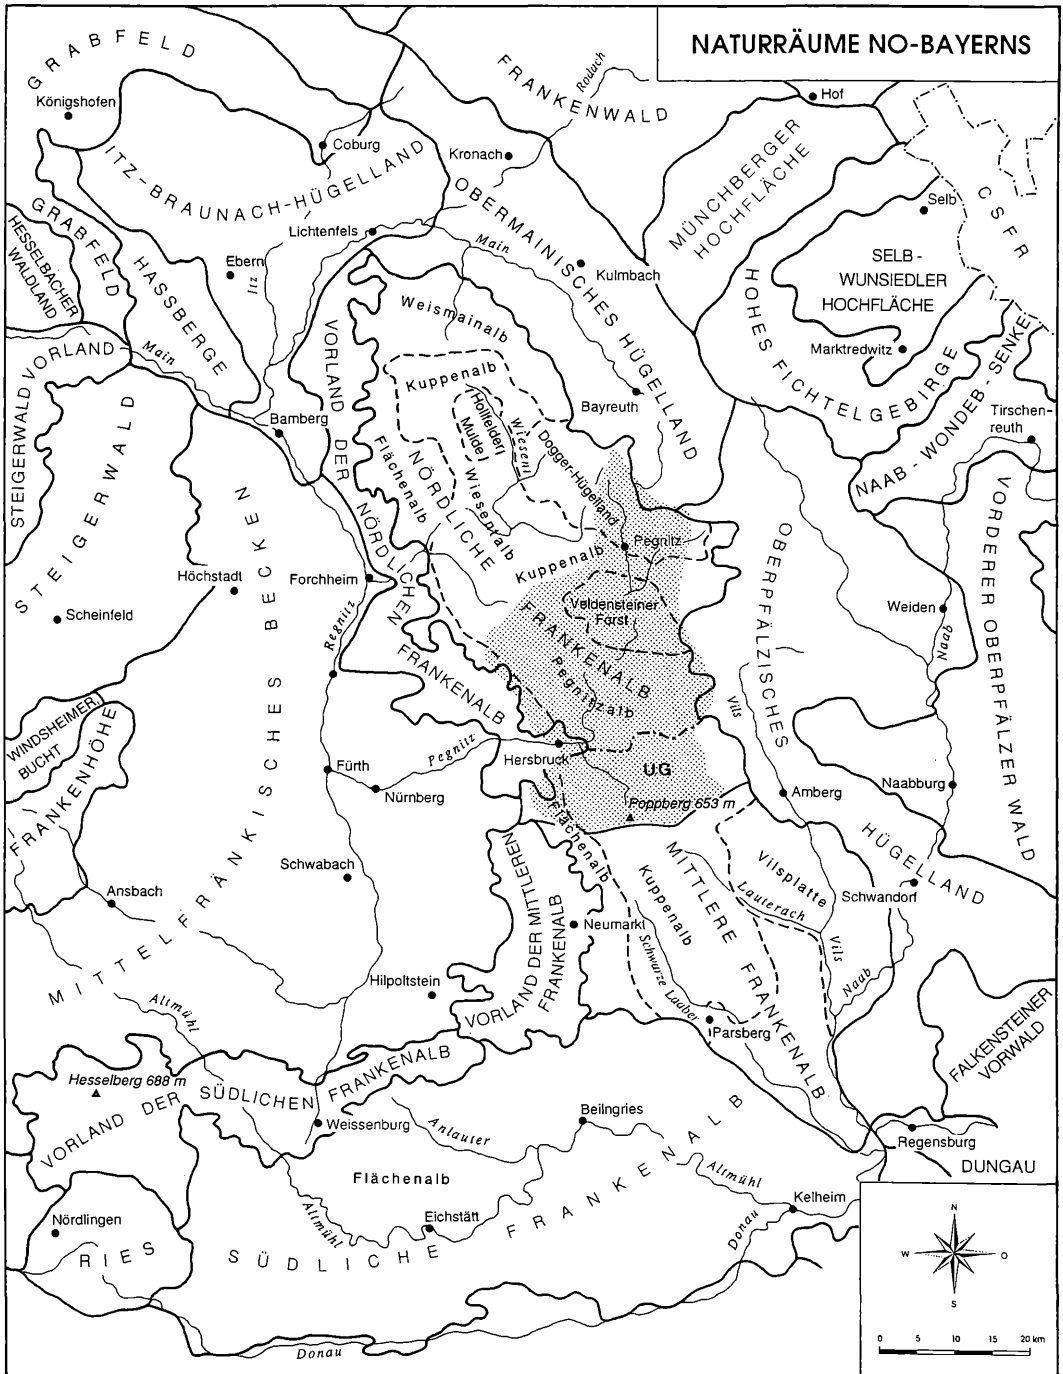 NATURRÄUME NO-BAYERNS
GRABFELD
Königshofen
FRANKENWALD
Rodach
Hof
Coburg
Kronach
ITZ-BRAUNACH-HÜGELLAND
MÜNCHBERGER
HOCHFLÄCHE
CSFR
Selb
GRABFELD
HESSELBACHER
WALDLAND
HASSBERGE
Ebern
Itz
Lichtenfels
OBERMAINISCHES HÜGELLAND
Main
Kulmbach
SELB-
WUNSIEDLER
HOCHFLÄCHE
HOHES FICHTELGEBIRGE
Marktredwitz
Weismainalb
VORLAND DER NÖRDLICHEN FRANKENALB
STEIGERWALD VORLAND
Main
Kuppenalb
Hollfelder
Mulde
Wiesent
Bayreuth
NAAB-WONDEB-SENKE
Tirschen-
reuth
Bamberg
STEIGERWALD
Flächenalb
NÖRDLICHE FRANKENALB
Wiesentalb
Dogger-Hügelland
Pegnitz
Kuppenalb
OBERPFÄLZISCHES HÜGELLAND
VORDERER OBERPFÄLZER WALD
Höchstadt
Forchheim
Scheinfeld
Regnitz
Veldensteiner
Forst
Weiden
Naab
Pegnitzalb
Vils
WINDSHEIMER
BUCHT
FRANKENHÖHE
MITTELFRÄNKISCHES BECKEN
Fürth
Pegnitz
Nürnberg
Hersbruck
UG
Poppberg 653 m
Amberg
Naabburg
Flächenalb
Schwabach
Ansbach
VORLAND DER MITTLEREN
FRANKENALB
Neumarkt
Kuppenalb
MITTLERE FRANKENALB
Vilsplatte
Lauterach
Schwandorf
Vils
Naab
Schwarze Laaber
Hilpoltstein
Altmühl
Parsberg
FALKENSTEINER
VORWALD
Hesselberg 688 m
VORLAND DER SÜDLICHEN FRANKENALB
Weissenburg
Anlauter
Beilngries
Regensburg
DUNGAU
Flächenalb
Altmühl
Altmühl
Kelheim
Nördlingen
RIES
Eichstätt
SÜDLICHE FRANKENALB
Donau
Donau
N
W
O
S
0 5 10 15 20 km